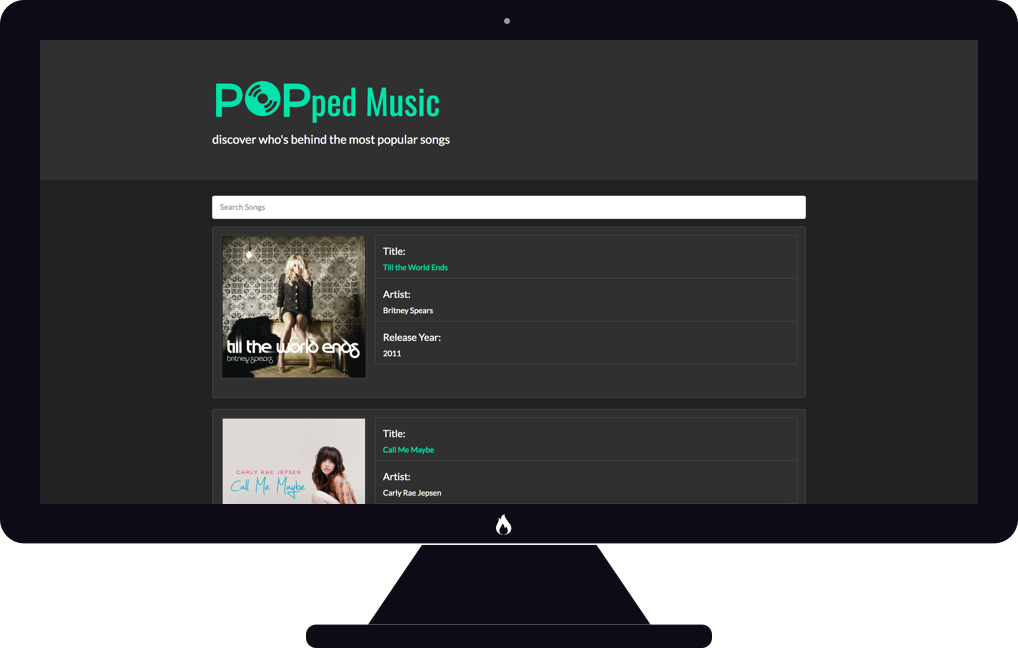 POPped Music
discover who's behind the most popular songs
Search Songs
till the world ends
britney spears
Title:
Till the World Ends
Artist:
Britney Spears
Release Year:
2011
CARLY RAE JEPSEN
Call Me Maybe
Title:
Call Me Maybe
Artist:
Carly Rae Jepsen